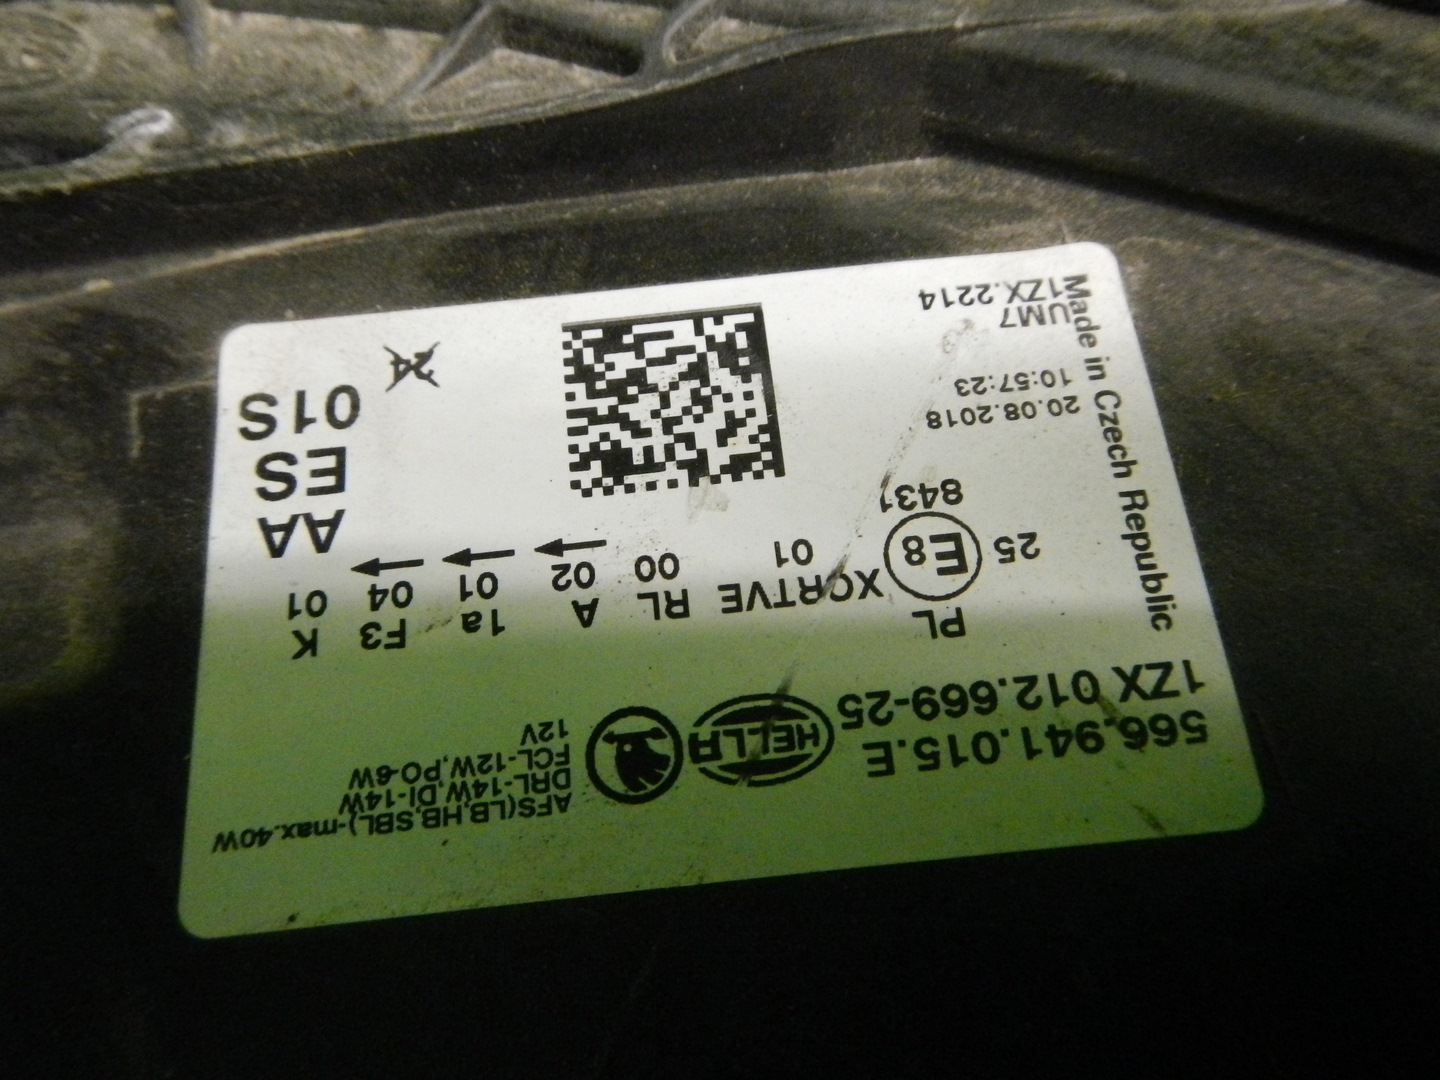 566.941.015.E
1ZX 012.669-25
HELLA
AFS(LB,HB,SBL)-max.40W
DRL-14W,DI-14W
FCL-12W,PO-6W
12V
PL
XCRTVE RL A 1a F3 K
01 00 02 01 04 01
25 E8
8431
AA
ES
01S
20.08.2018
10:57:23
UM7
1ZX.2214
Made in Czech Republic
24